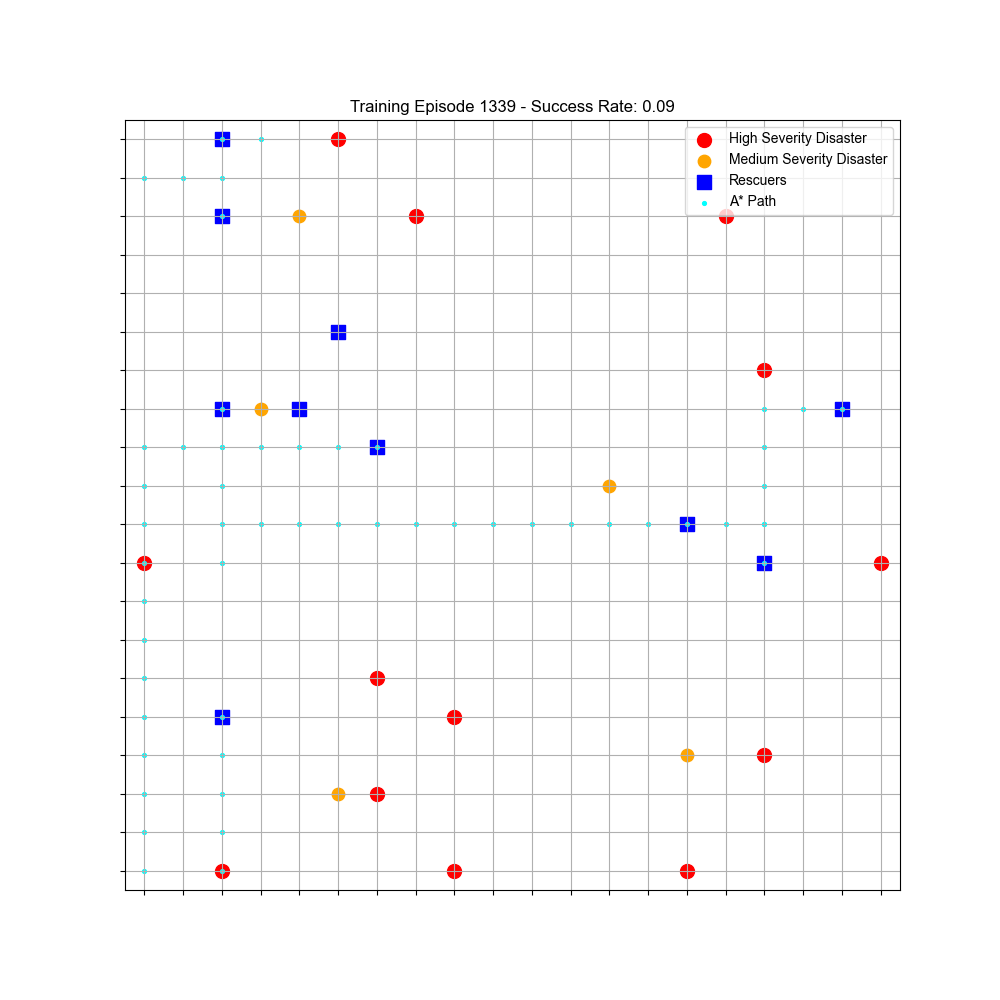 Training Episode 1339 - Success Rate: 0.09
High Severity Disaster
Medium Severity Disaster
Rescuers
A* Path